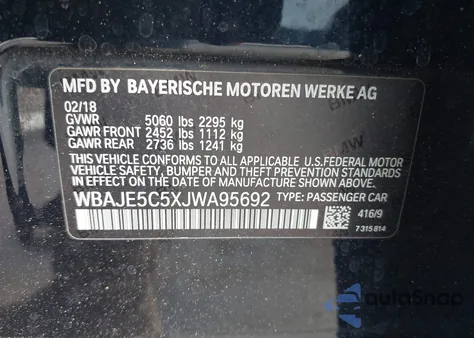 MFD BY BAYERISCHE MOTOREN WERKE AG
02/18
GVWR 5060 lbs 2295 kg
GAWR FRONT 2452 lbs 1112 kg
GAWR REAR 2736 lbs 1241 kg
THIS VEHICLE CONFORMS TO ALL APPLICABLE U.S. FEDERAL MOTOR
VEHICLE SAFETY, BUMPER AND THEFT PREVENTION STANDARDS
IN EFFECT ON THE DATE OF MANUFACTURE SHOWN ABOVE.
WBAJE5C5XJWA95692 TYPE: PASSENGER CAR
416/9
7 315 814
autoSnap